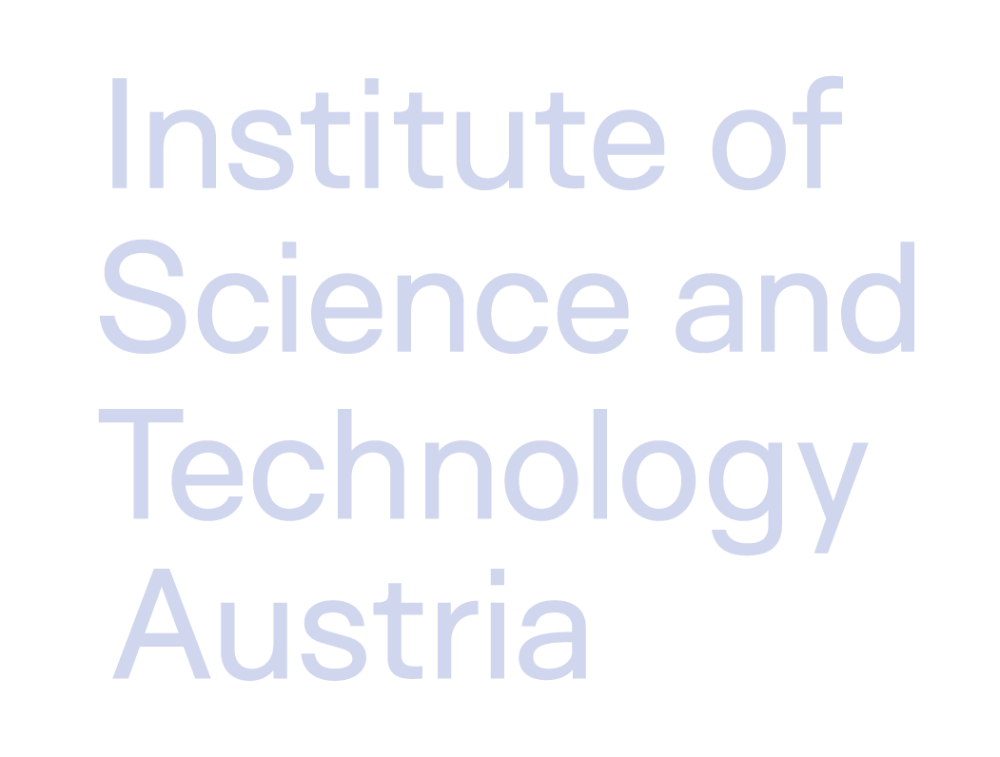 Institute of
Science and
Technology
Austria